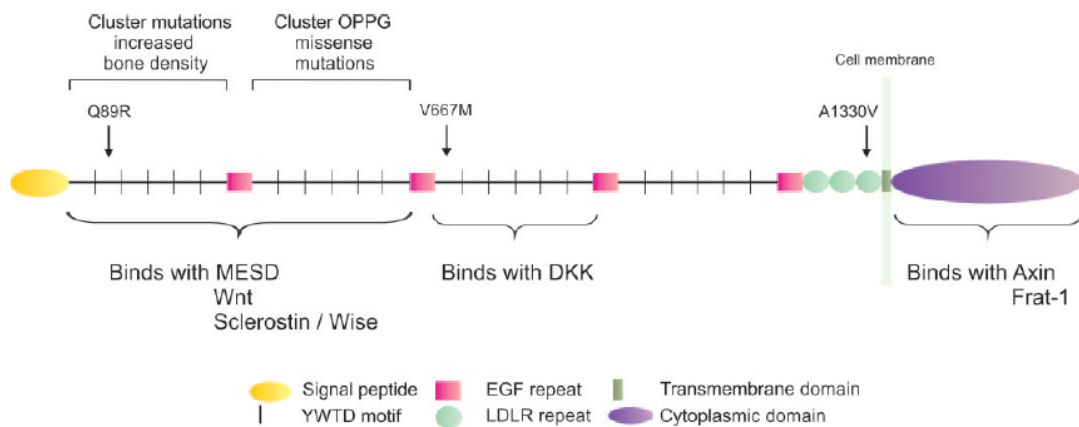 Cluster mutations
increased
bone density
Cluster OPPG
missense
mutations
Cell membrane
Q89R
V667M
A1330V
Binds with MESD
Wnt
Sclerostin / Wise
Binds with DKK
Binds with Axin
Frat-1
Signal peptide
EGF repeat
Transmembrane domain
YWTD motif
LDLR repeat
Cytoplasmic domain